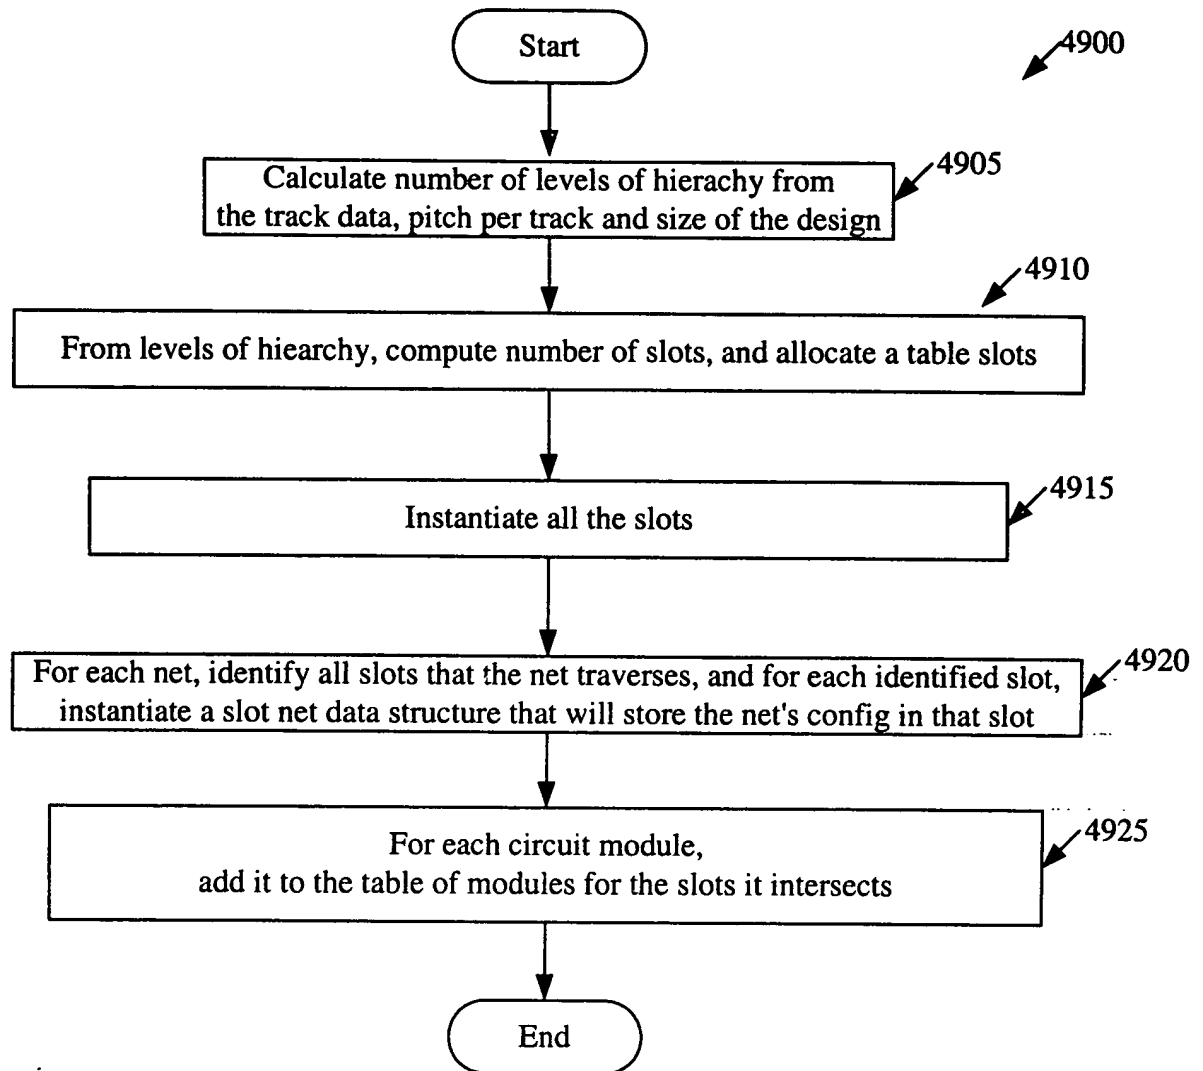 Start
4900
4905
Calculate number of levels of hierachy from
the track data, pitch per track and size of the design
4910
From levels of hiearchy, compute number of slots, and allocate a table slots
4915
Instantiate all the slots
4920
For each net, identify all slots that the net traverses, and for each identified slot,
instantiate a slot net data structure that will store the net's config in that slot
4925
For each circuit module,
add it to the table of modules for the slots it intersects
End